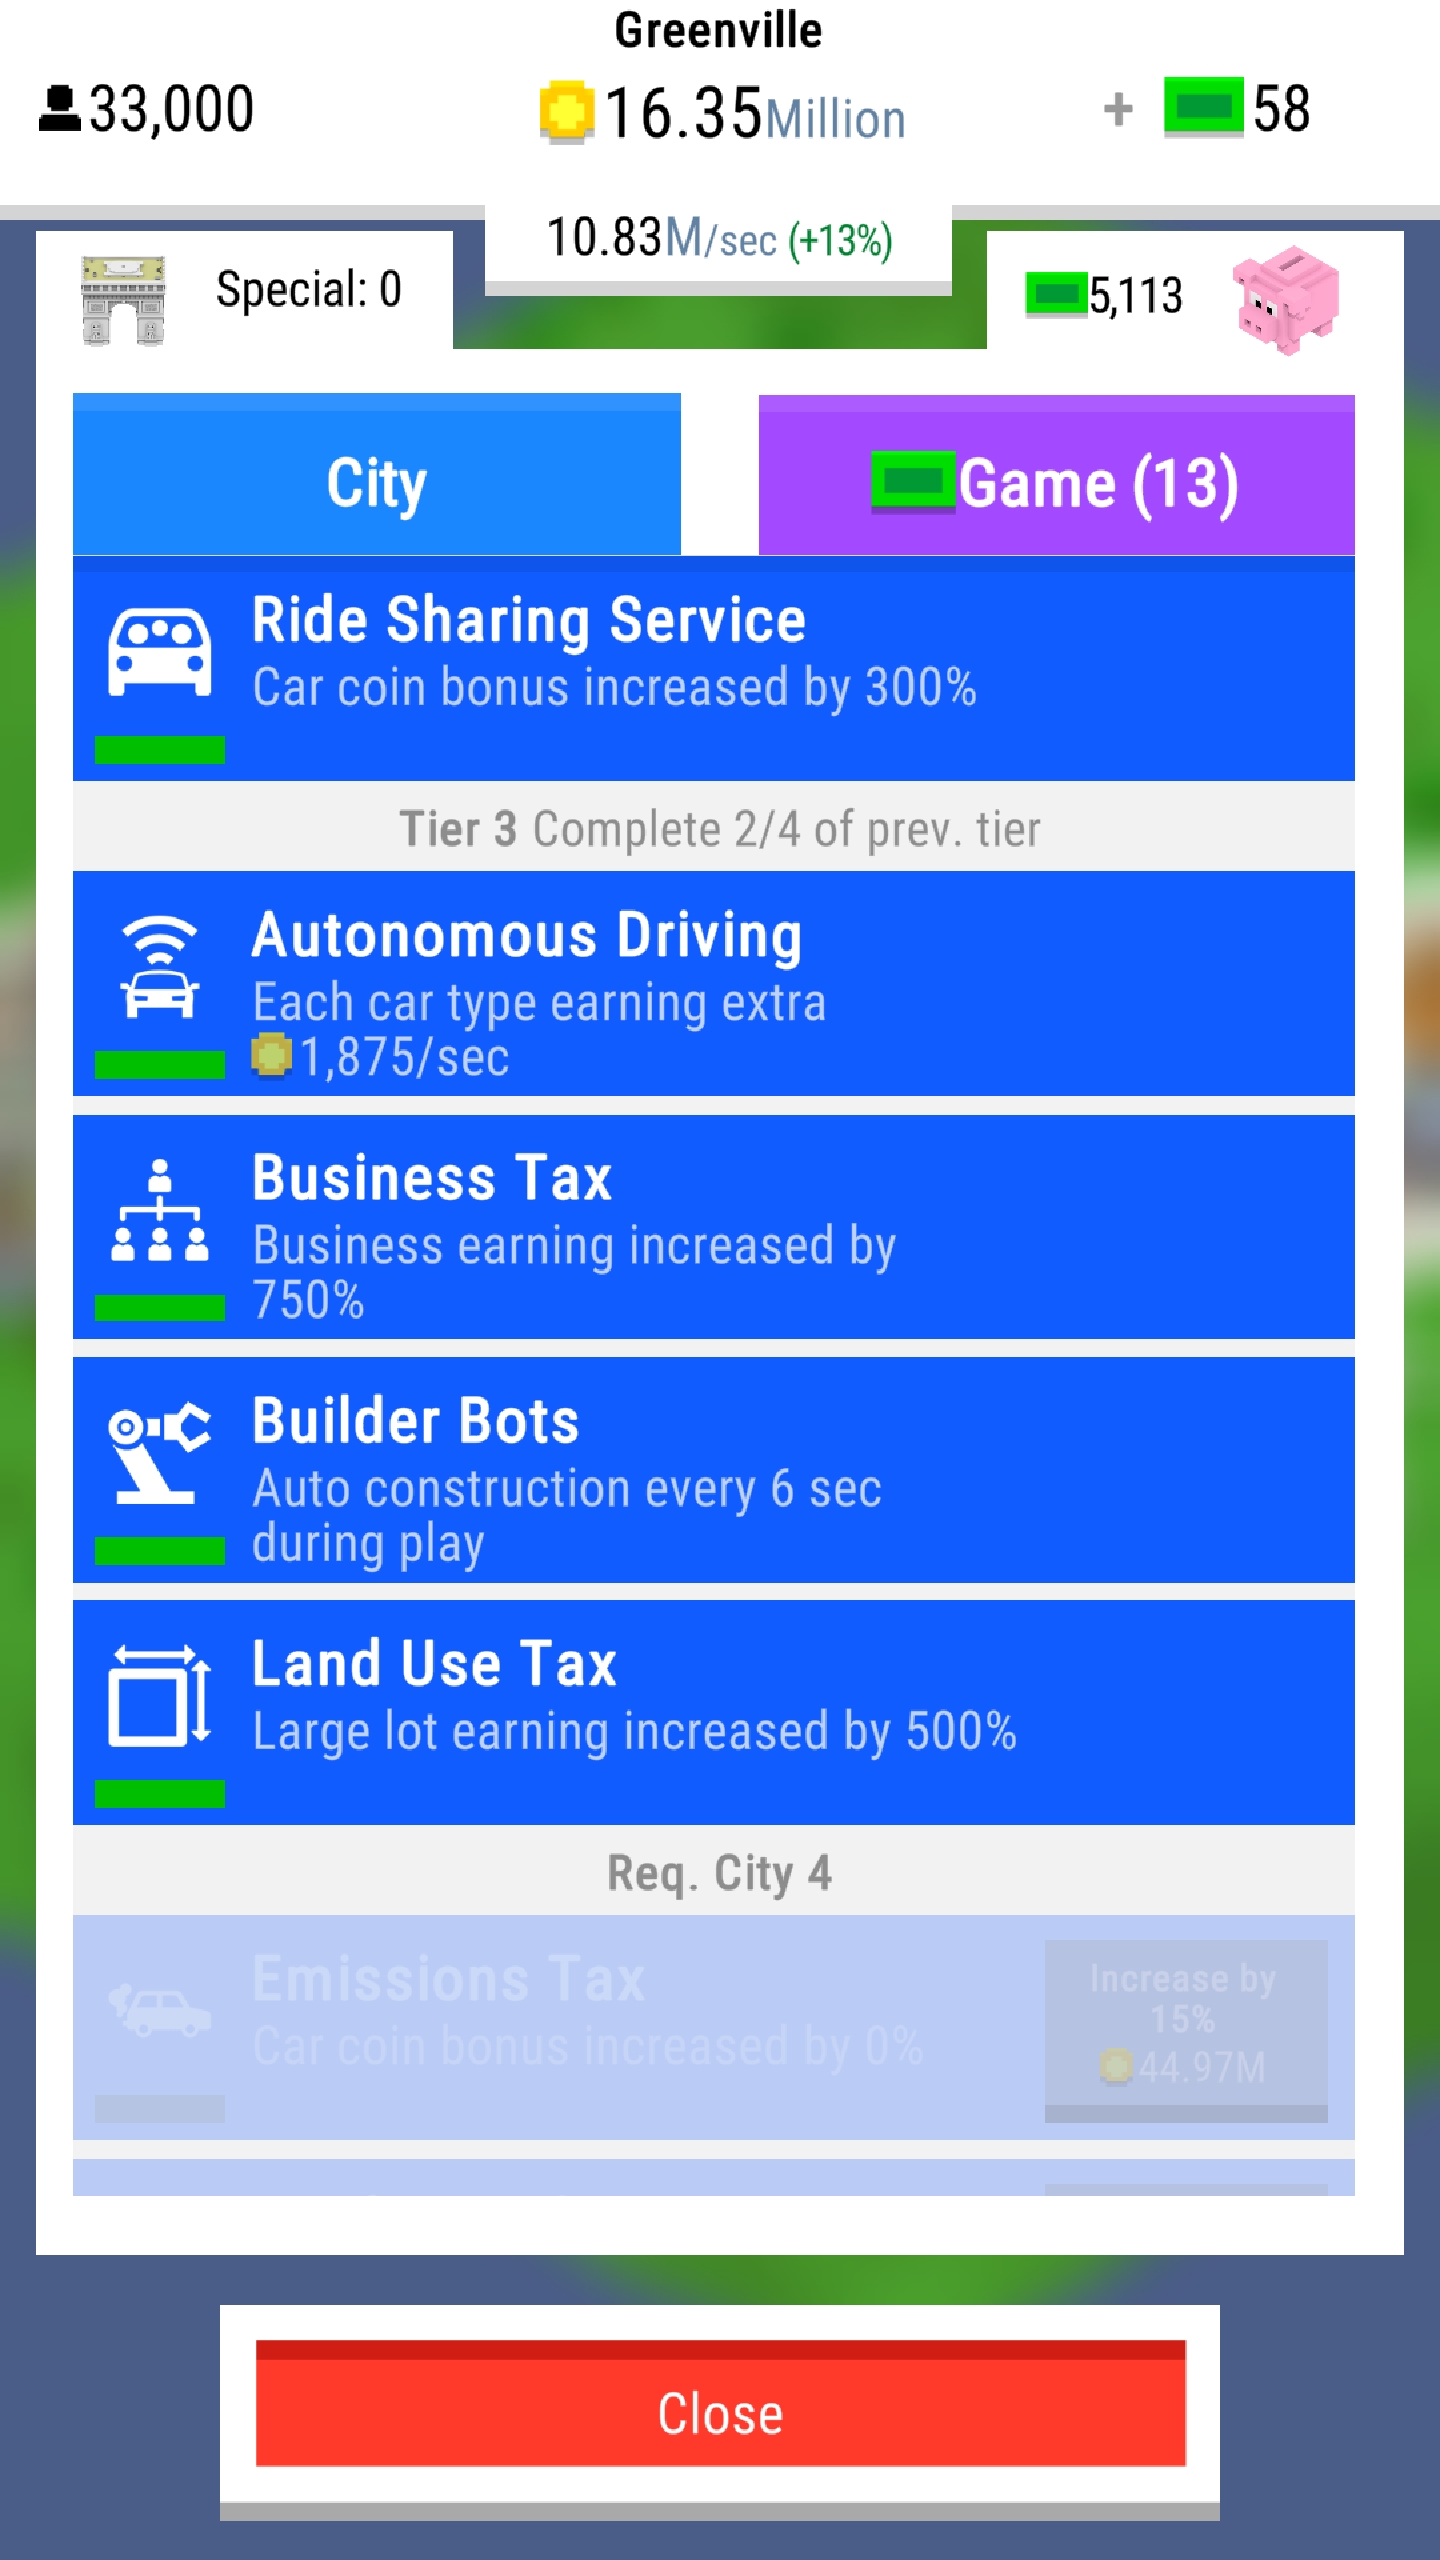 Greenville
33,000
16.35Million
+ 58
10.83M/sec (+13%)
Special: 0
5,113
City
Game (13)
Ride Sharing Service
Car coin bonus increased by 300%
Tier 3 Complete 2/4 of prev. tier
Autonomous Driving
Each car type earning extra
1,875/sec
Business Tax
Business earning increased by
750%
Builder Bots
Auto construction every 6 sec
during play
Land Use Tax
Large lot earning increased by 500%
Req. City 4
Emissions Tax
Car coin bonus increased by 0%
Increase by
15%
44.97M
Close